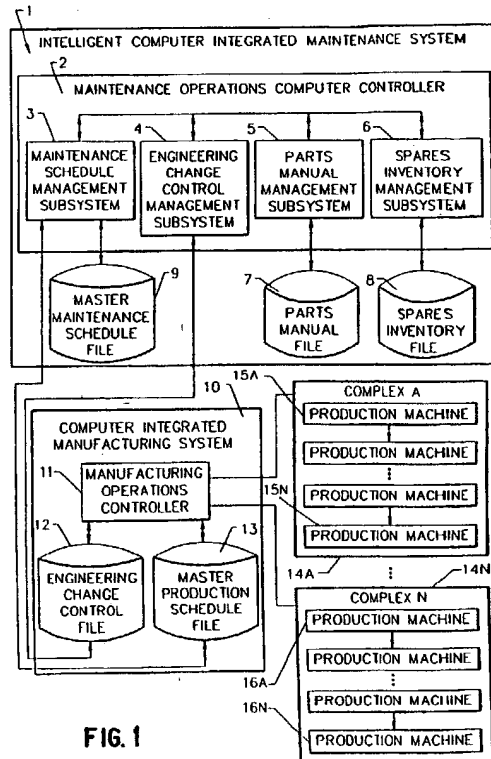 1
INTELLIGENT COMPUTER INTEGRATED MAINTENANCE SYSTEM
2
MAINTENANCE OPERATIONS COMPUTER CONTROLLER
3
MAINTENANCE
SCHEDULE
MANAGEMENT
SUBSYSTEM
4
ENGINEERING
CHANGE
CONTROL
MANAGEMENT
SUBSYSTEM
5
PARTS
MANUAL
MANAGEMENT
SUBSYSTEM
6
SPARES
INVENTORY
MANAGEMENT
SUBSYSTEM
9
MASTER
MAINTENANCE
SCHEDULE
FILE
7
PARTS
MANUAL
FILE
8
SPARES
INVENTORY
FILE
10
COMPUTER INTEGRATED
MANUFACTURING SYSTEM
11
MANUFACTURING
OPERATIONS
CONTROLLER
12
ENGINEERING
CHANGE
CONTROL
FILE
13
MASTER
PRODUCTION
SCHEDULE
FILE
15A
COMPLEX A
PRODUCTION MACHINE
PRODUCTION MACHINE
PRODUCTION MACHINE
15N
PRODUCTION MACHINE
14A
14N
COMPLEX N
PRODUCTION MACHINE
16A
PRODUCTION MACHINE
PRODUCTION MACHINE
16N
PRODUCTION MACHINE
FIG. 1